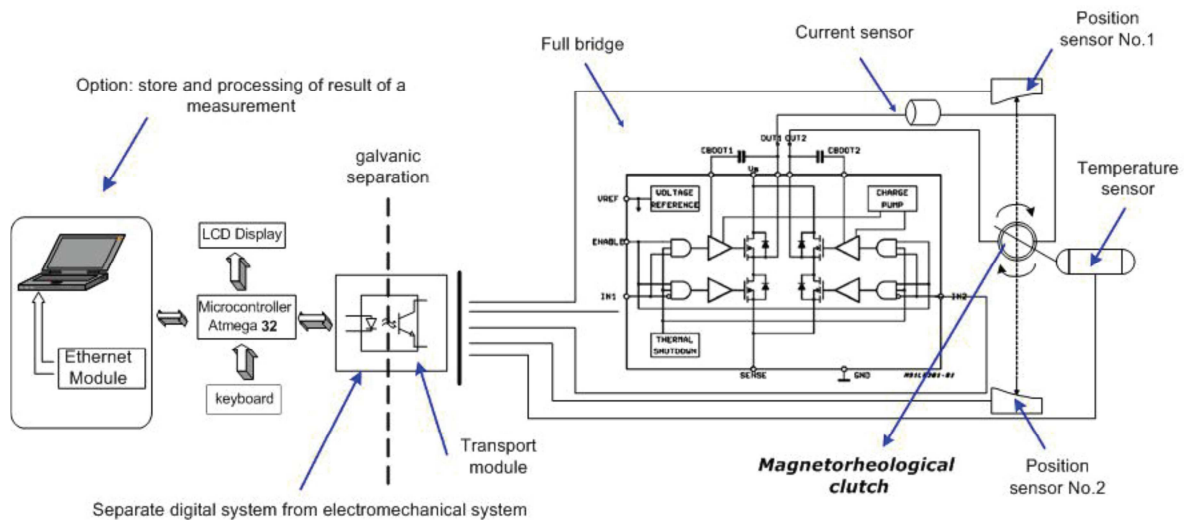 Position
sensor No.1
Current sensor
Full bridge
Option: store and processing of result of a
measurement
galvanic
separation
OUT1 OUT2
CBOOT1
CBOOT2
Vs
VREF
VOLTAGE
REFERENCE
CHARGE
PUMP
Temperature
sensor
LCD Display
ENABLE
Microcontroller
Atmega 32
IN1
IN2
Ethernet
Module
keyboard
THERMAL
SHUTDOWN
SENSE
GND
Transport
module
Magnetorheological
clutch
Position
sensor No.2
Separate digital system from electromechanical system